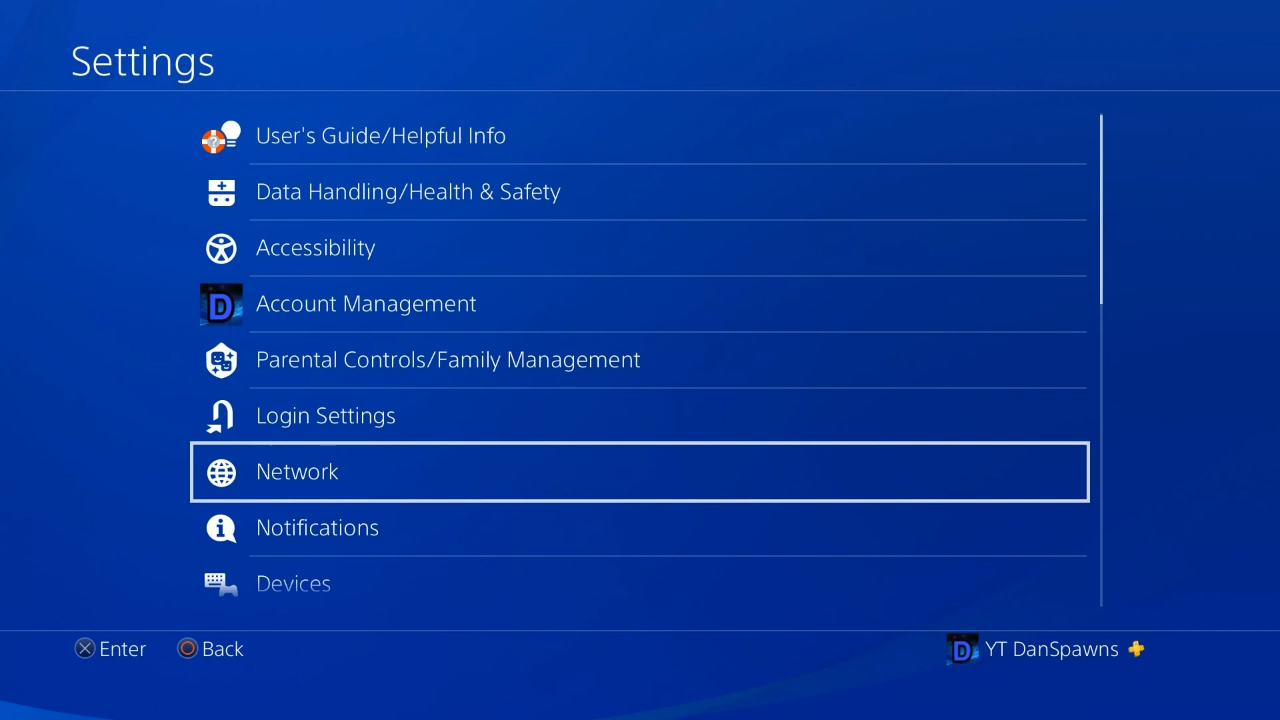 Settings
User's Guide/Helpful Info
Data Handling/Health & Safety
Accessibility
D Account Management
Parental Controls/Family Management
Login Settings
Network
Notifications
Devices
Enter Back D YT DanSpawns